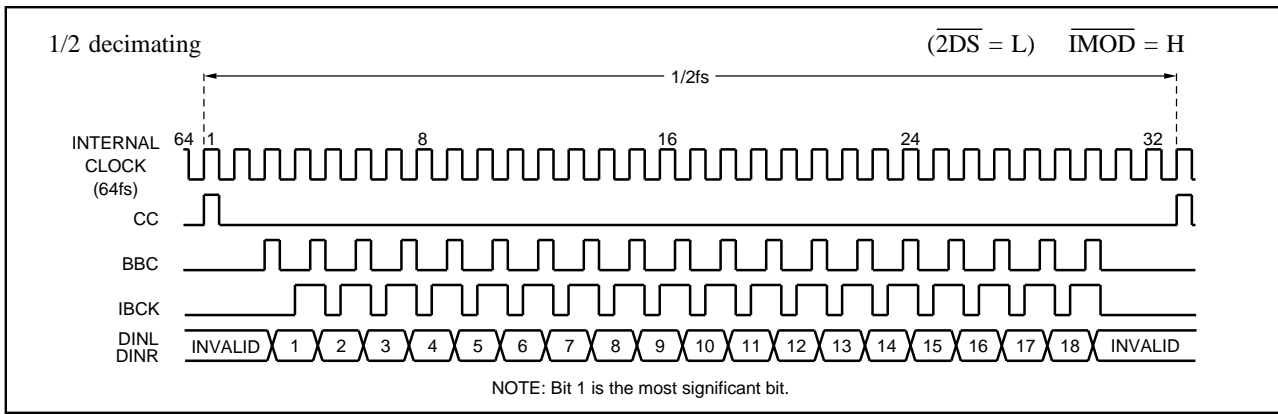 1/2 decimating (2DS = L) IMOD = H
1/2fs
INTERNAL CLOCK (64fs)
64 1 8 16 24 32
CC
BBC
IBCK
DINL
DINR
INVALID 1 2 3 4 5 6 7 8 9 10 11 12 13 14 15 16 17 18 INVALID
NOTE: Bit 1 is the most significant bit.